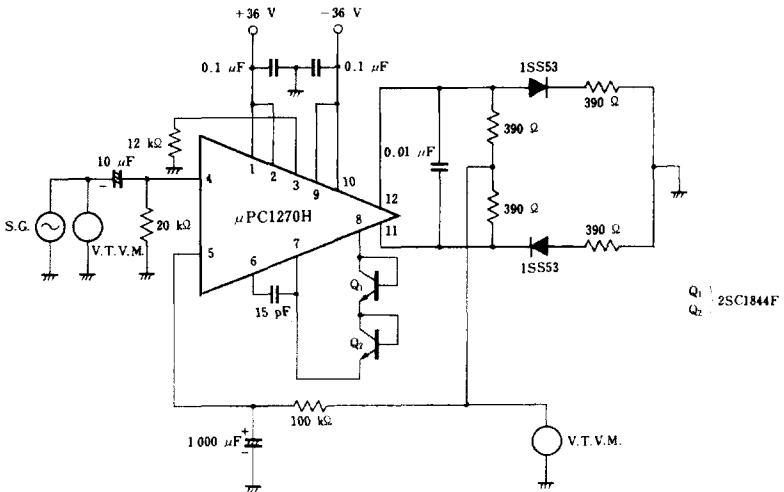 +36 V
−36 V
0.1 μF
0.1 μF
1SS53
390 Ω
12 kΩ
390 Ω
10 μF
−
0.01 μF
1
2
3
9
10
4
12
μPC1270H
11
8
20 kΩ
390 Ω
390 Ω
S.G.
V.T.V.M.
5
7
6
1SS53
15 pF
Q₁
Q₂
Q₁
Q₂
2SC1844F
100 kΩ
1 000 μF
+
−
V.T.V.M.